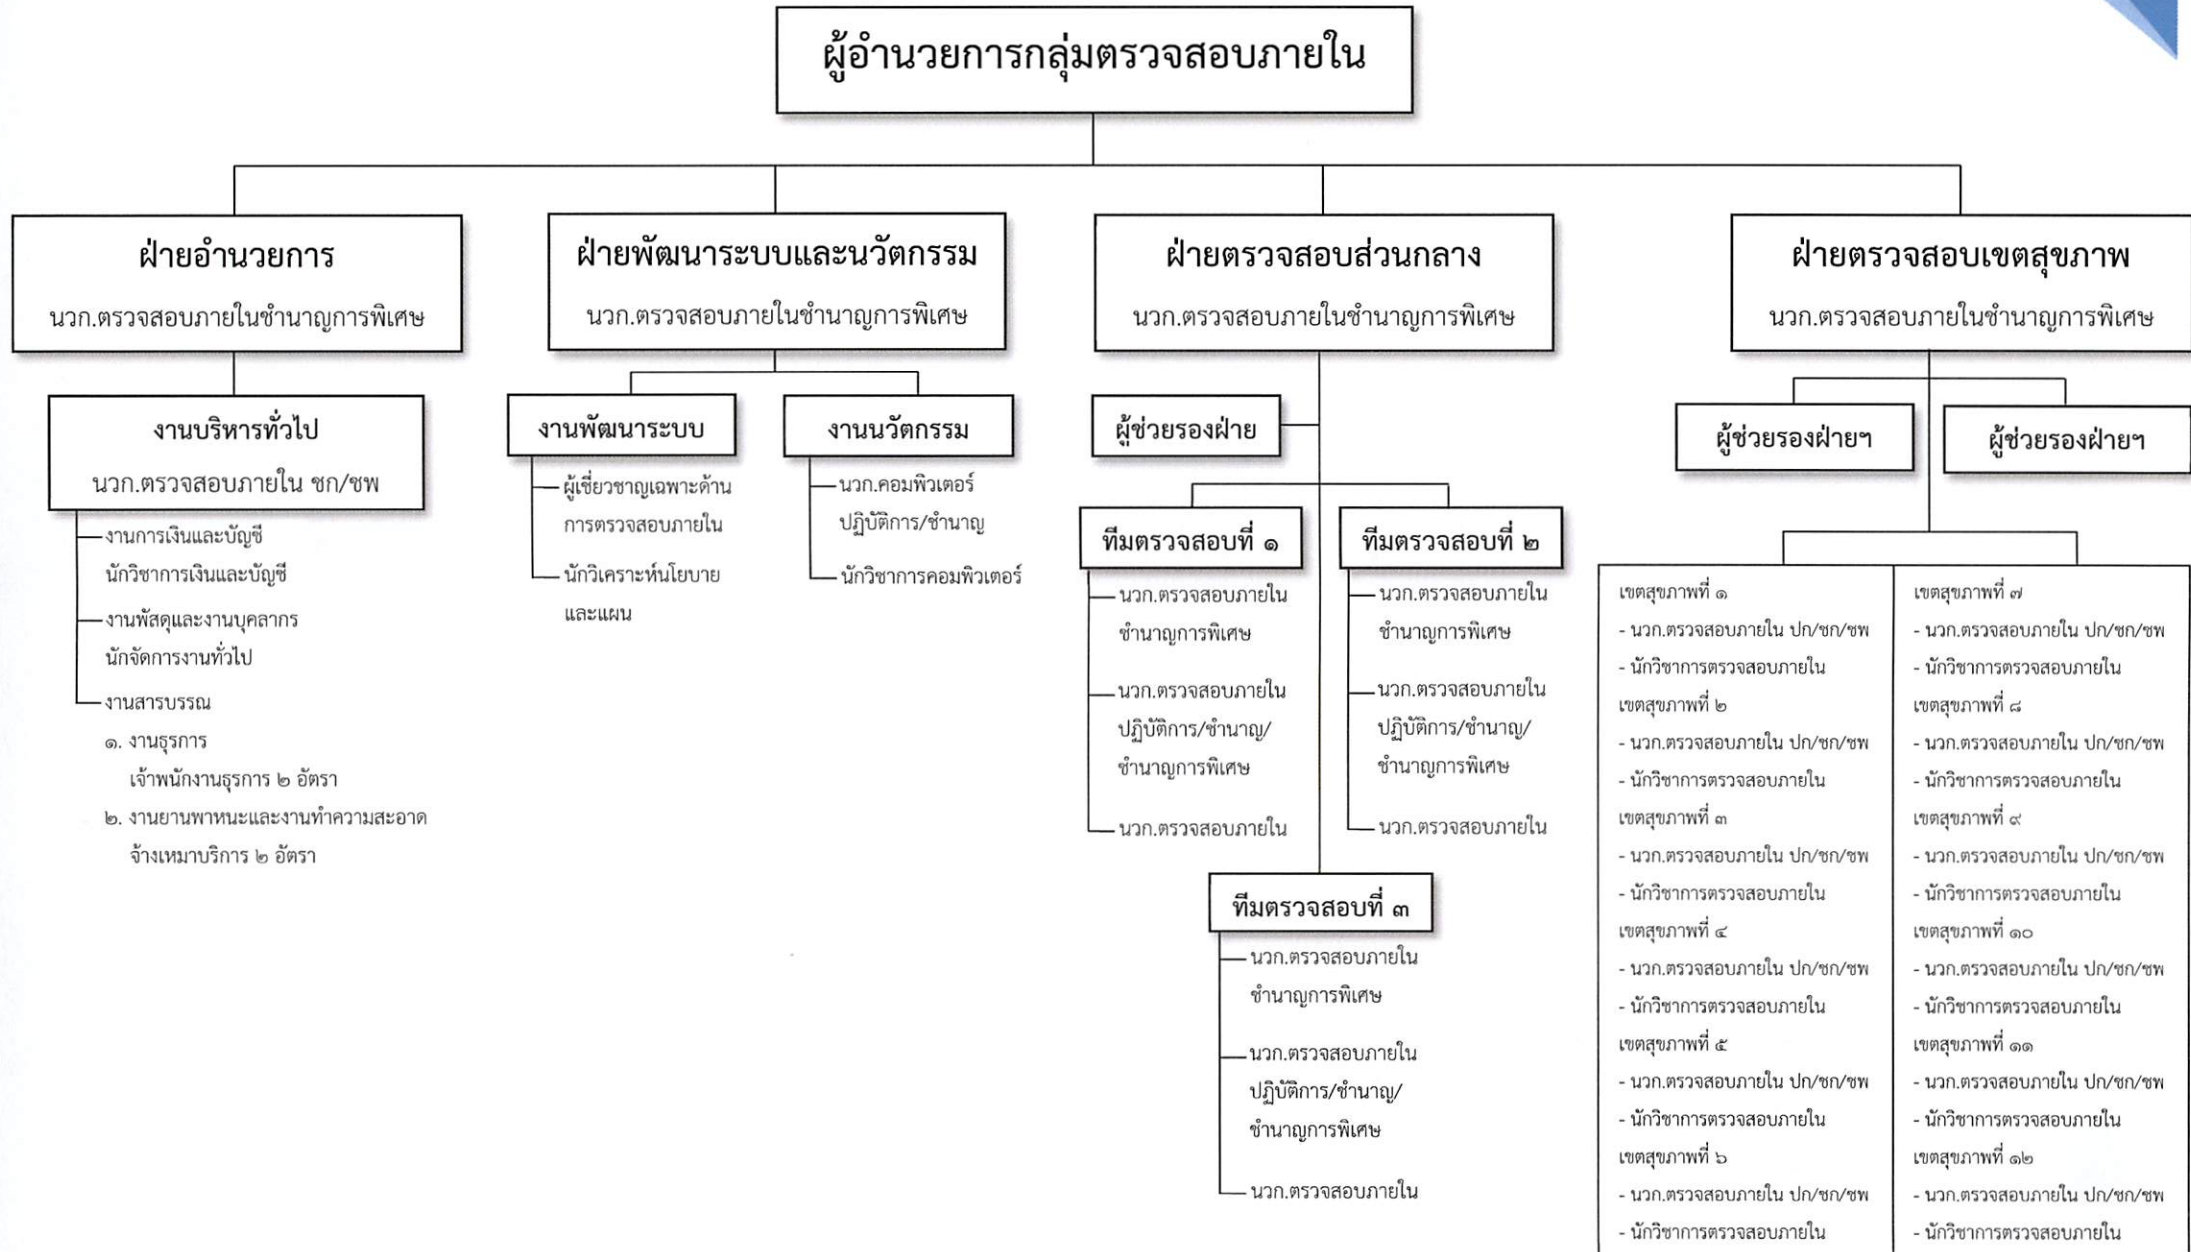 ผู้อำนวยการกลุ่มตรวจสอบภายใน
ฝ่ายอำนวยการ
นวก.ตรวจสอบภายในชำนาญการพิเศษ
งานบริหารทั่วไป
นวก.ตรวจสอบภายใน ชก/ชพ
งานการเงินและบัญชี
นักวิชาการเงินและบัญชี
งานพัสดุและงานบุคลากร
นักจัดการงานทั่วไป
งานสารบรรณ
๑. งานธุรการ
เจ้าพนักงานธุรการ ๒ อัตรา
๒. งานยานพาหนะและงานทำความสะอาด
จ้างเหมาบริการ ๒ อัตรา
ฝ่ายพัฒนาระบบและนวัตกรรม
นวก.ตรวจสอบภายในชำนาญการพิเศษ
งานพัฒนาระบบ
ผู้เชี่ยวชาญเฉพาะด้าน
การตรวจสอบภายใน
นักวิเคราะห์นโยบาย
และแผน
งานนวัตกรรม
นวก.คอมพิวเตอร์
ปฏิบัติการ/ชำนาญ
นักวิชาการคอมพิวเตอร์
ฝ่ายตรวจสอบส่วนกลาง
นวก.ตรวจสอบภายในชำนาญการพิเศษ
ผู้ช่วยรองฝ่าย
ทีมตรวจสอบที่ ๑
นวก.ตรวจสอบภายใน
ชำนาญการพิเศษ
นวก.ตรวจสอบภายใน
ปฏิบัติการ/ชำนาญ/
ชำนาญการพิเศษ
นวก.ตรวจสอบภายใน
ทีมตรวจสอบที่ ๒
นวก.ตรวจสอบภายใน
ชำนาญการพิเศษ
นวก.ตรวจสอบภายใน
ปฏิบัติการ/ชำนาญ/
ชำนาญการพิเศษ
นวก.ตรวจสอบภายใน
ทีมตรวจสอบที่ ๓
นวก.ตรวจสอบภายใน
ชำนาญการพิเศษ
นวก.ตรวจสอบภายใน
ปฏิบัติการ/ชำนาญ/
ชำนาญการพิเศษ
นวก.ตรวจสอบภายใน
ฝ่ายตรวจสอบเขตสุขภาพ
นวก.ตรวจสอบภายในชำนาญการพิเศษ
ผู้ช่วยรองฝ่ายฯ
ผู้ช่วยรองฝ่ายฯ
เขตสุขภาพที่ ๑
- นวก.ตรวจสอบภายใน ปก/ชก/ชพ
- นักวิชาการตรวจสอบภายใน
เขตสุขภาพที่ ๒
- นวก.ตรวจสอบภายใน ปก/ชก/ชพ
- นักวิชาการตรวจสอบภายใน
เขตสุขภาพที่ ๓
- นวก.ตรวจสอบภายใน ปก/ชก/ชพ
- นักวิชาการตรวจสอบภายใน
เขตสุขภาพที่ ๔
- นวก.ตรวจสอบภายใน ปก/ชก/ชพ
- นักวิชาการตรวจสอบภายใน
เขตสุขภาพที่ ๕
- นวก.ตรวจสอบภายใน ปก/ชก/ชพ
- นักวิชาการตรวจสอบภายใน
เขตสุขภาพที่ ๖
- นวก.ตรวจสอบภายใน ปก/ชก/ชพ
- นักวิชาการตรวจสอบภายใน
เขตสุขภาพที่ ๗
- นวก.ตรวจสอบภายใน ปก/ชก/ชพ
- นักวิชาการตรวจสอบภายใน
เขตสุขภาพที่ ๘
- นวก.ตรวจสอบภายใน ปก/ชก/ชพ
- นักวิชาการตรวจสอบภายใน
เขตสุขภาพที่ ๙
- นวก.ตรวจสอบภายใน ปก/ชก/ชพ
- นักวิชาการตรวจสอบภายใน
เขตสุขภาพที่ ๑๐
- นวก.ตรวจสอบภายใน ปก/ชก/ชพ
- นักวิชาการตรวจสอบภายใน
เขตสุขภาพที่ ๑๑
- นวก.ตรวจสอบภายใน ปก/ชก/ชพ
- นักวิชาการตรวจสอบภายใน
เขตสุขภาพที่ ๑๒
- นวก.ตรวจสอบภายใน ปก/ชก/ชพ
- นักวิชาการตรวจสอบภายใน